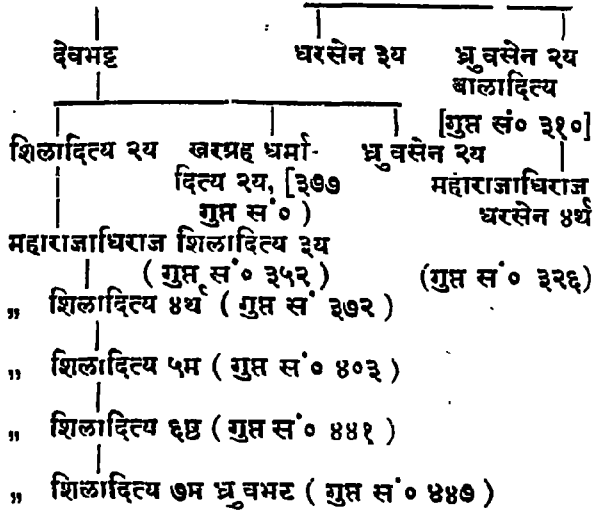 देवभट्ट धरसेन ३य ध्रुवसेन २य
बालादित्य
[गुप्त सं० ३१०]
शिलादित्य २य खरग्रह धर्मा- ध्रुवसेन २य
दित्य २य, [३७७ महाराजाधिराज
गुप्त सं० ) धरसेन ४र्थ
महाराजाधिराज शिलादित्य ३य
( गुप्त सं० ३५२ ) (गुप्त सं० ३२६)
„ शिलादित्य ४र्थ ( गुप्त सं ३७२ )
„ शिलादित्य ५म ( गुप्त सं० ४०३ )
„ शिलादित्य ६ष्ठ ( गुप्त सं० ४४१ )
„ शिलादित्य ७म ध्रुवभट ( गुप्त सं० ४४७ )